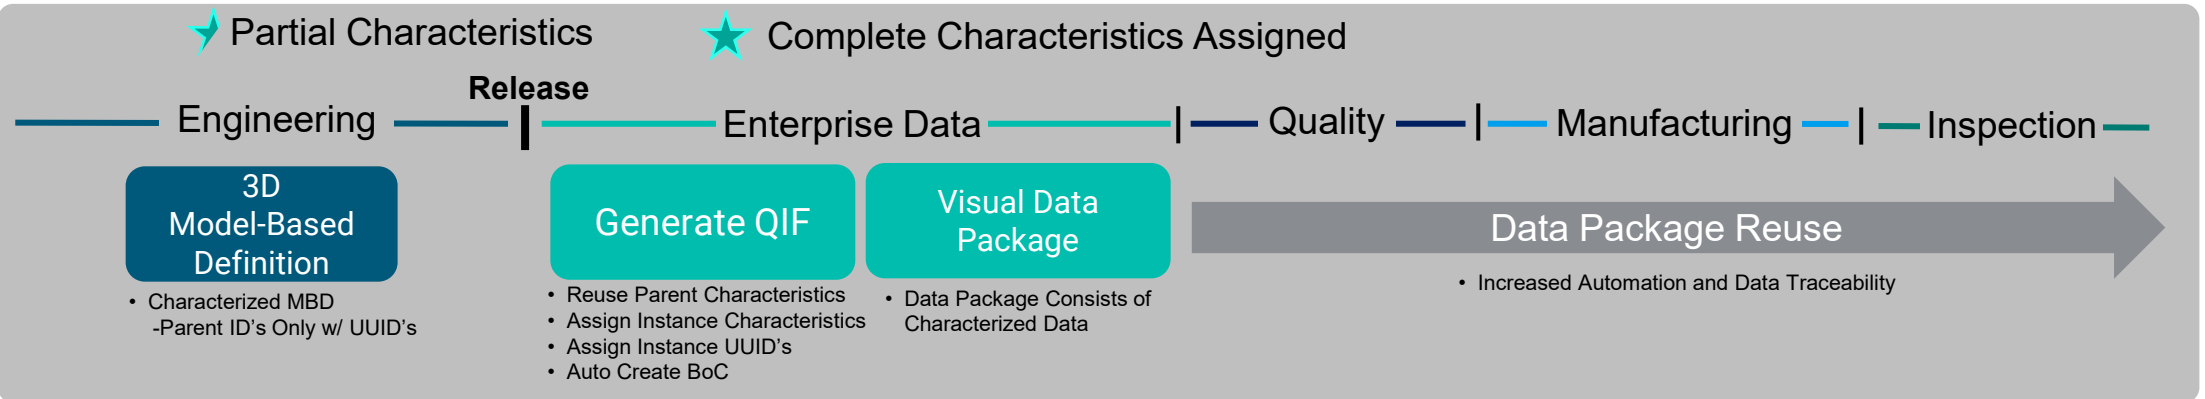 Partial Characteristics
Complete Characteristics Assigned
Release
Engineering
Enterprise Data
Quality
Manufacturing
Inspection
3D
Model-Based
Definition
• Characterized MBD
-Parent ID’s Only w/ UUID’s
Generate QIF
• Reuse Parent Characteristics
• Assign Instance Characteristics
• Assign Instance UUID’s
• Auto Create BoC
Visual Data
Package
• Data Package Consists of
Characterized Data
Data Package Reuse
• Increased Automation and Data Traceability